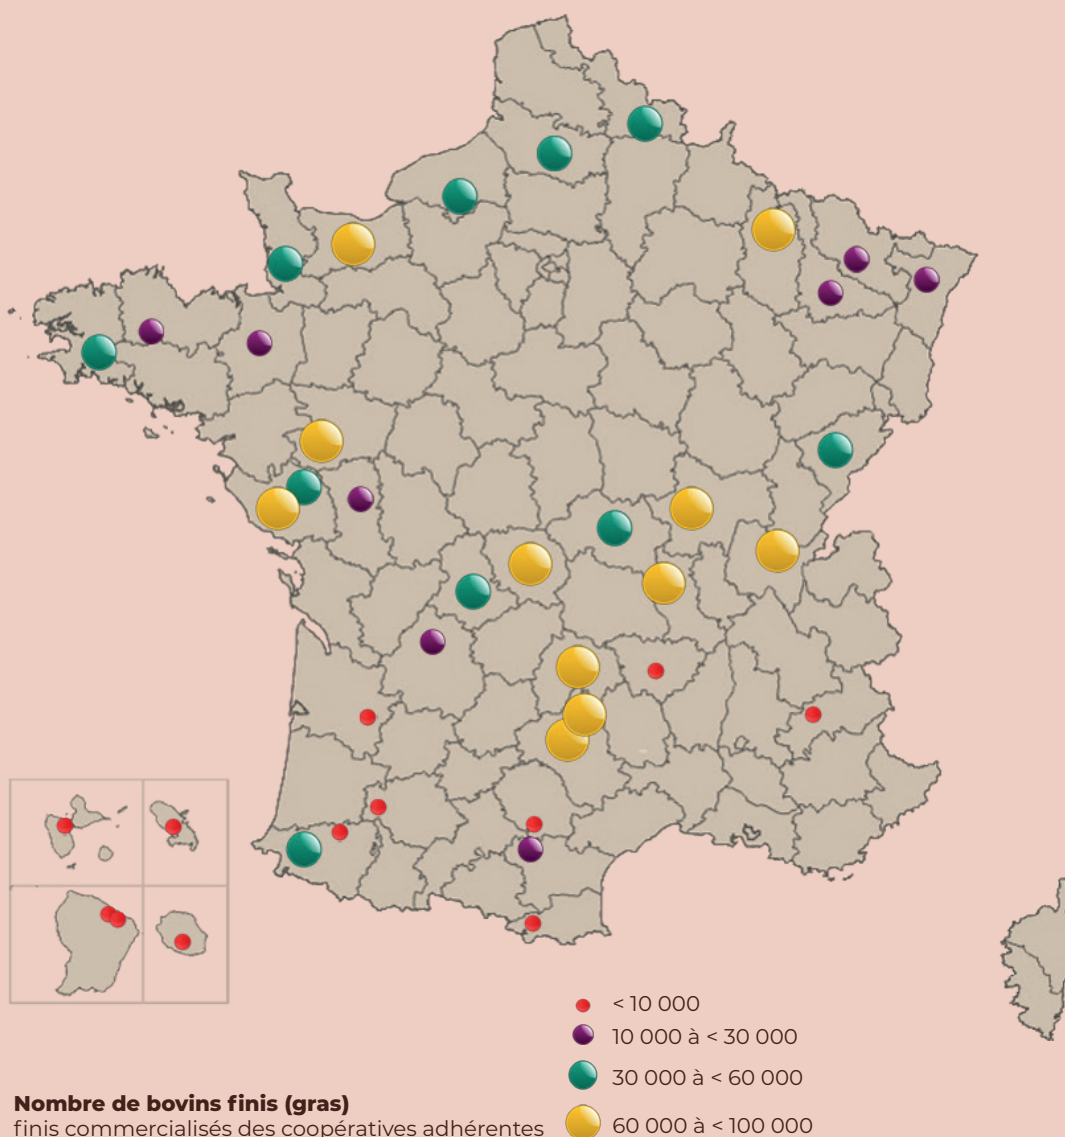 < 10 000
10 000 à < 30 000
30 000 à < 60 000
60 000 à < 100 000
Nombre de bovins finis (gras)
finis commercialisés des coopératives adhérentes